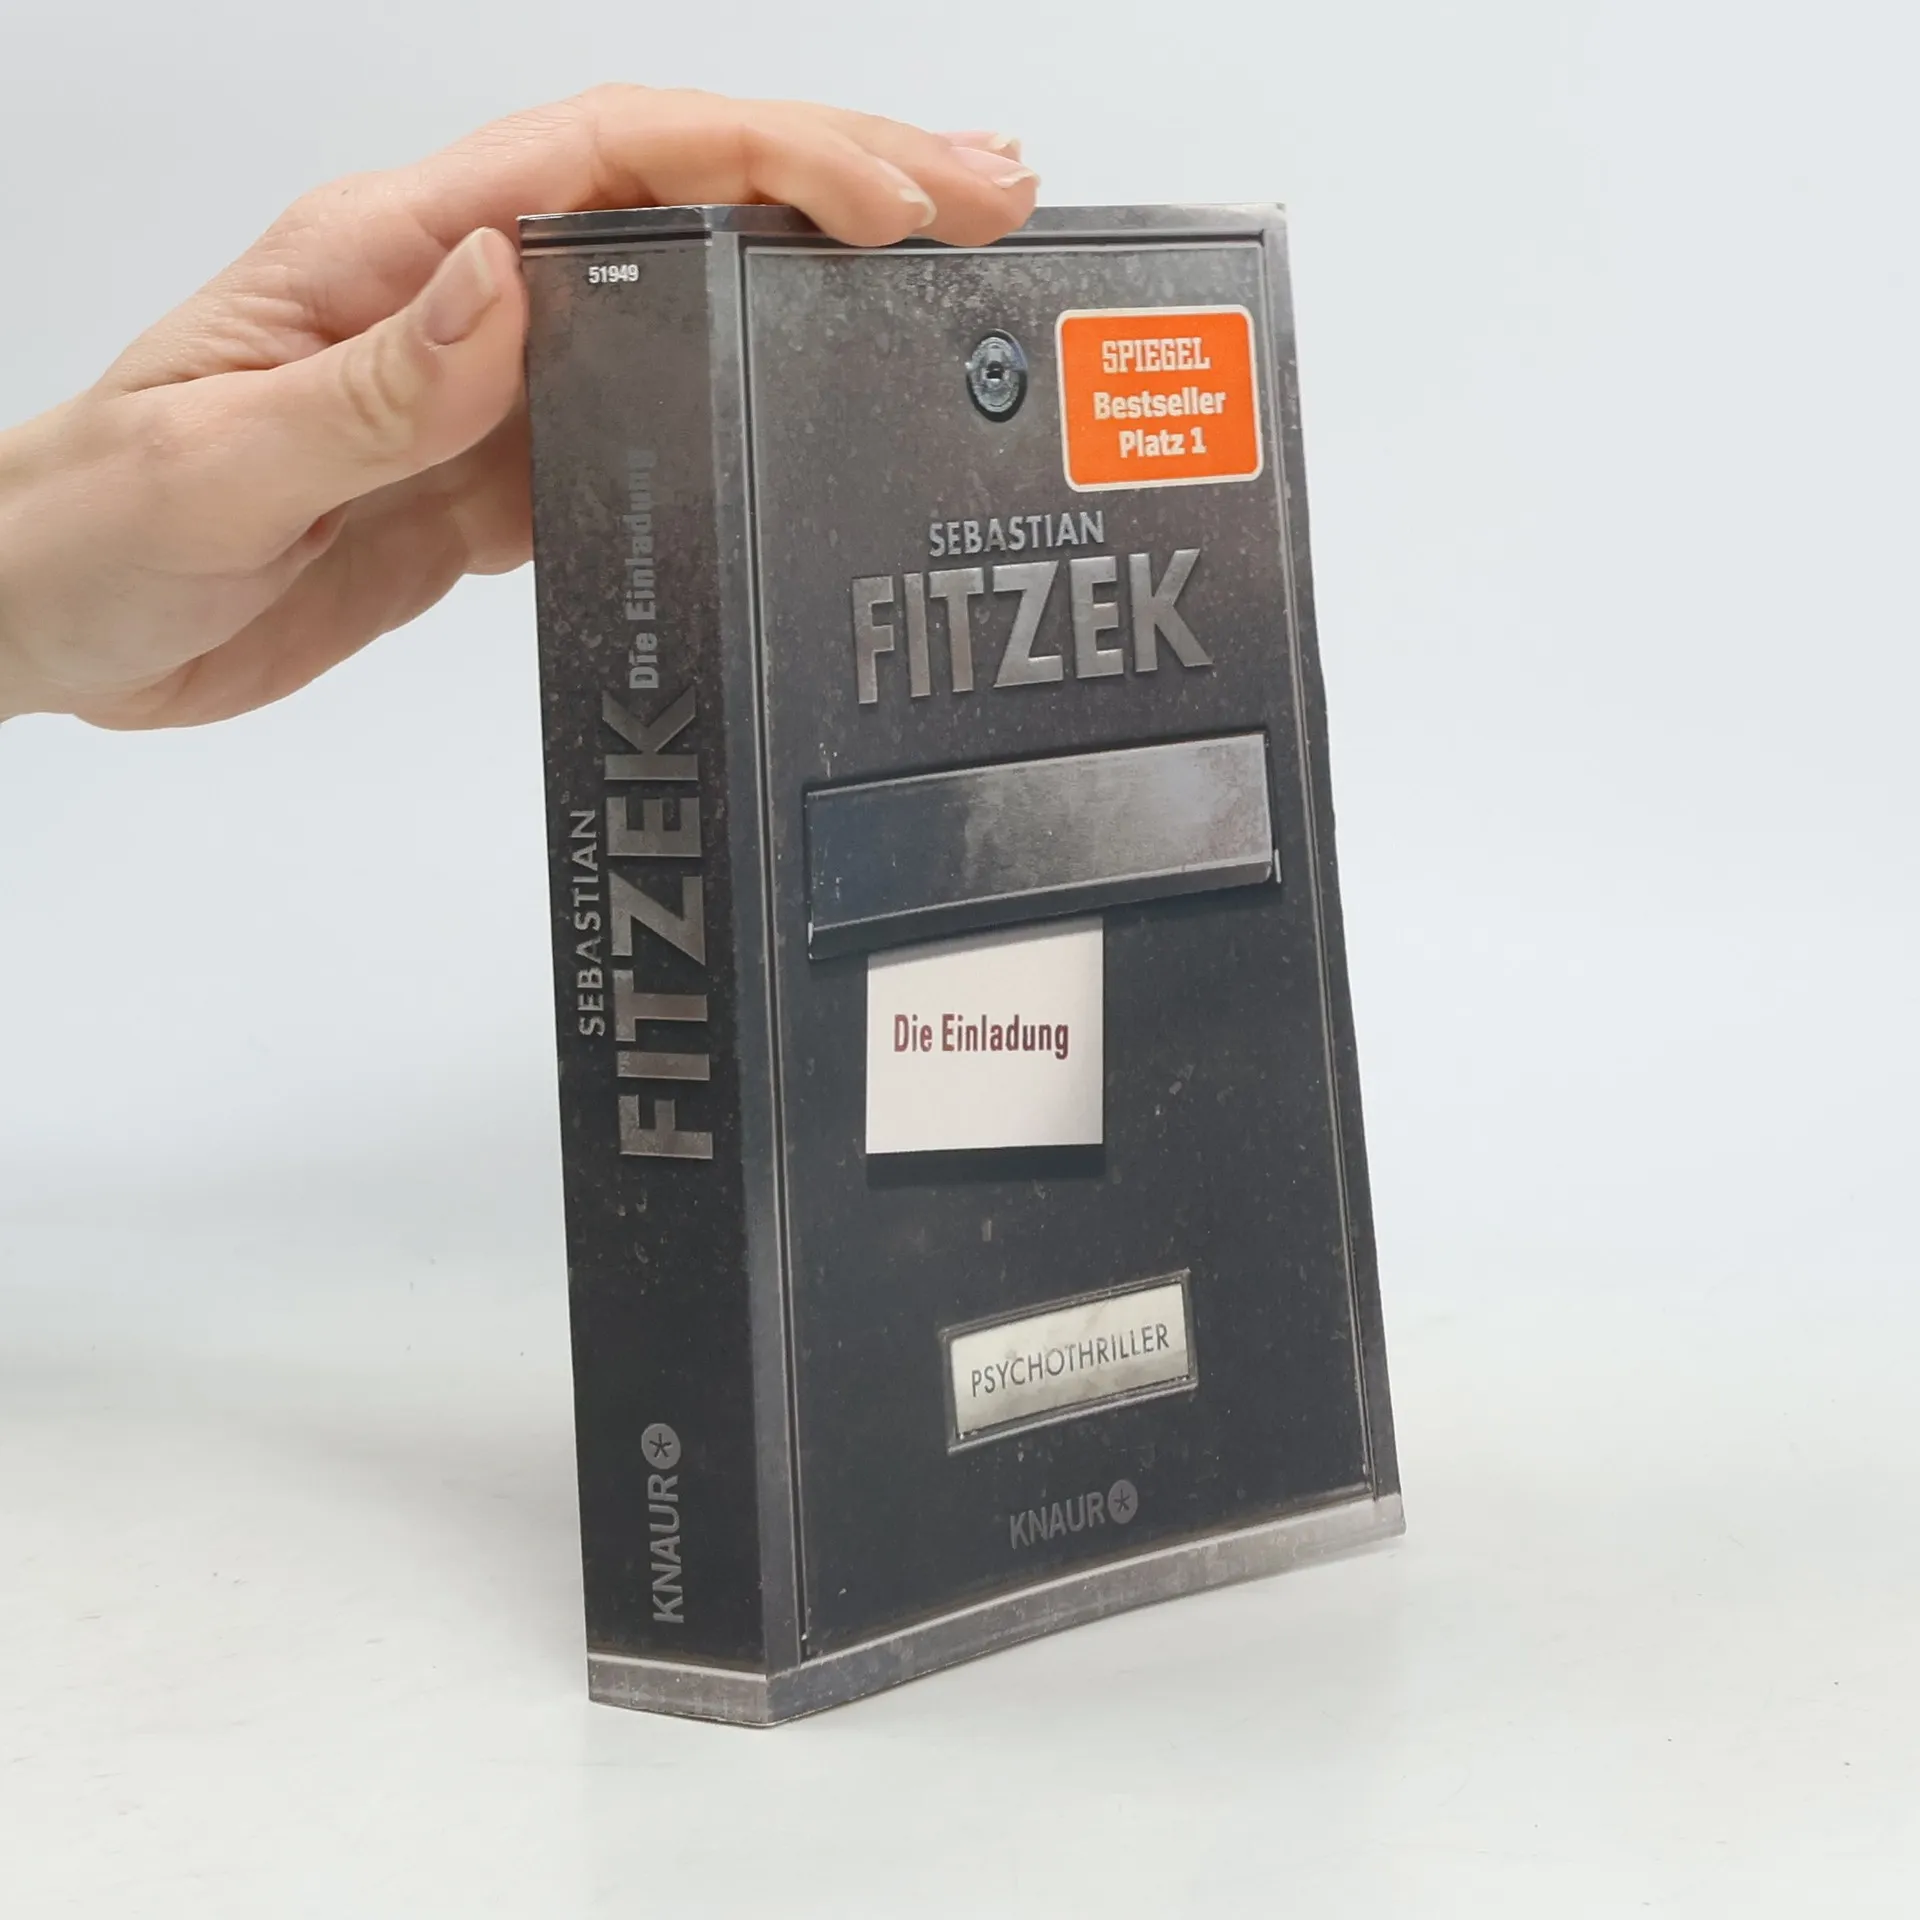 51949
SEBASTIAN
FITZEK
Die Einladung
KNAUR
SPIEGEL
Bestseller
Platz 1
SEBASTIAN
FITZEK
Die Einladung
PSYCHOTHRILLER
KNAUR